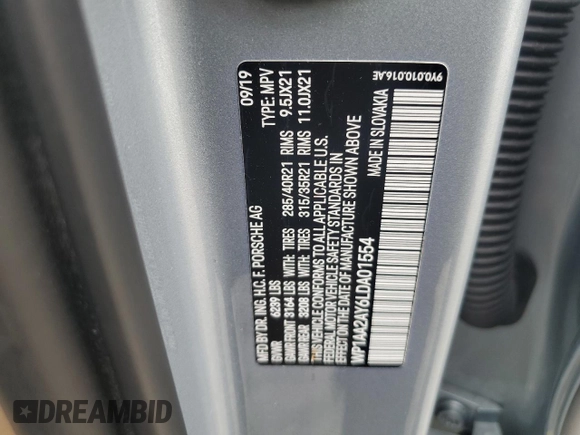 MFD BY: DR. ING. H.C. F. PORSCHE AG 09/19
GVWR 6239 LBS TYPE: MPV
GAWR FRONT 3164 LBS WITH: TIRES 285/40R21 RIMS 9.5JX21
GAWR REAR 3208 LBS WITH: TIRES 315/35R21 RIMS 11.0JX21
THIS VEHICLE CONFORMS TO ALL APPLICABLE U.S.
FEDERAL MOTOR VEHICLE SAFETY STANDARDS IN
EFFECT ON THE DATE OF MANUFACTURE SHOWN ABOVE
WP1AA2AY6LDA01554 MADE IN SLOVAKIA
9Y0.010.016.AE
DREAMBID